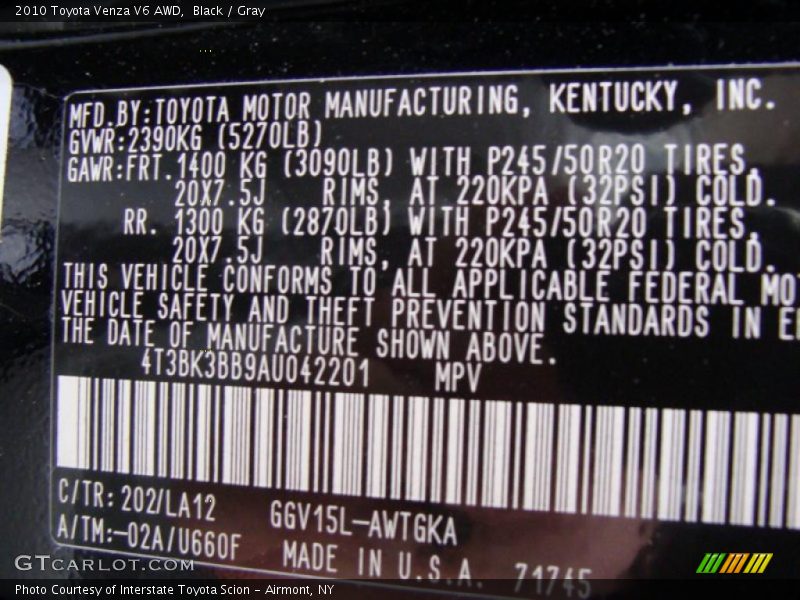 2010 Toyota Venza V6 AWD, Black / Gray
MFD.BY:TOYOTA MOTOR MANUFACTURING, KENTUCKY, INC.
GVWR:2390KG (5270LB)
GAWR:FRT.1400 KG (3090LB) WITH P245/50R20 TIRES,
20X7.5J RIMS, AT 220KPA (32PSI) COLD.
RR. 1300 KG (2870LB) WITH P245/50R20 TIRES,
20X7.5J RIMS, AT 220KPA (32PSI) COLD.
THIS VEHICLE CONFORMS TO ALL APPLICABLE FEDERAL MO
VEHICLE SAFETY AND THEFT PREVENTION STANDARDS IN E
THE DATE OF MANUFACTURE SHOWN ABOVE.
4T3BK3BB9AU042201 MPV
C/TR: 202/LA12 GGV15L-AWTGKA
A/TM:-02A/U660F MADE IN U.S.A. 71745
GTCARLOT.COM
Photo Courtesy of Interstate Toyota Scion - Airmont, NY